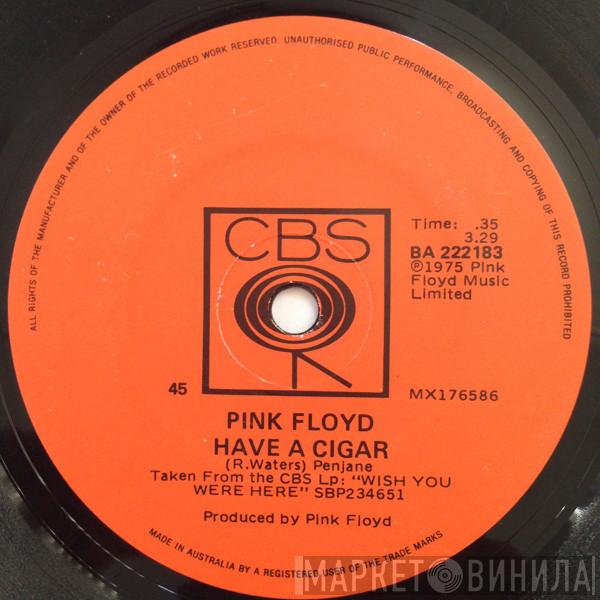 ALL RIGHTS OF THE MANUFACTURER AND OF THE OWNER OF THE RECORDED WORK RESERVED. UNAUTHORISED PUBLIC PERFORMANCE, BROADCASTING AND COPYING OF THIS RECORD PROHIBITED
CBS
Time: .35
3.29
BA 222183
℗1975 Pink
Floyd Music
Limited
45
MX176586
PINK FLOYD
HAVE A CIGAR
(R.Waters) Penjane
Taken From the CBS Lp: “WISH YOU
WERE HERE” SBP234651
Produced by Pink Floyd
MADE IN AUSTRALIA BY A REGISTERED USER OF THE TRADE MARKS
МАРКЕТ ВИНИЛА